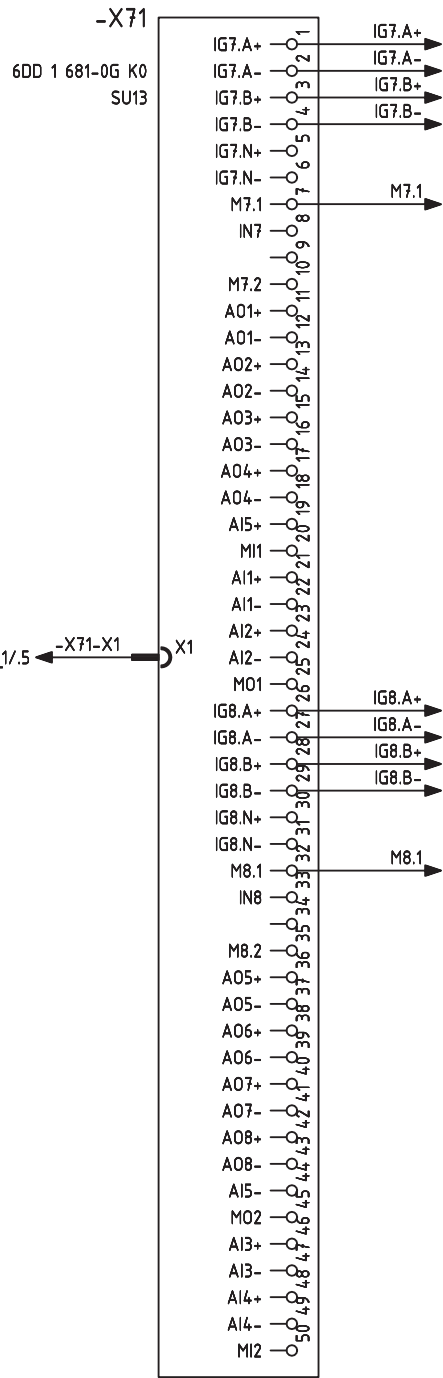 -X71
6DD 1 681-0G K0
SU13
IG7.A+ 1 IG7.A+
IG7.A- 2 IG7.A-
IG7.B+ 3 IG7.B+
IG7.B- 4 IG7.B-
IG7.N+ 5
IG7.N- 6
M7.1 7 M7.1
IN7 8
9
M7.2 10
AO1+ 11
AO1- 12
AO2+ 13
AO2- 14
AO3+ 15
AO3- 16
AO4+ 17
AO4- 18
AI5+ 19
MI1 20
AI1+ 21
AI1- 22
AI2+ 23
AI2- 24
1/.5 -X71-X1 X1
MO1 25
IG8.A+ 26 IG8.A+
IG8.A- 27 IG8.A-
IG8.B+ 28 IG8.B+
IG8.B- 29 IG8.B-
IG8.N+ 30
IG8.N- 31
M8.1 32 M8.1
IN8 33
34
M8.2 35
AO5+ 36
AO5- 37
AO6+ 38
AO6- 39
AO7+ 40
AO7- 41
AO8+ 42
AO8- 43
AI5- 44
MO2 45
AI3+ 46
AI3- 47
AI4+ 48
AI4- 49
MI2 50